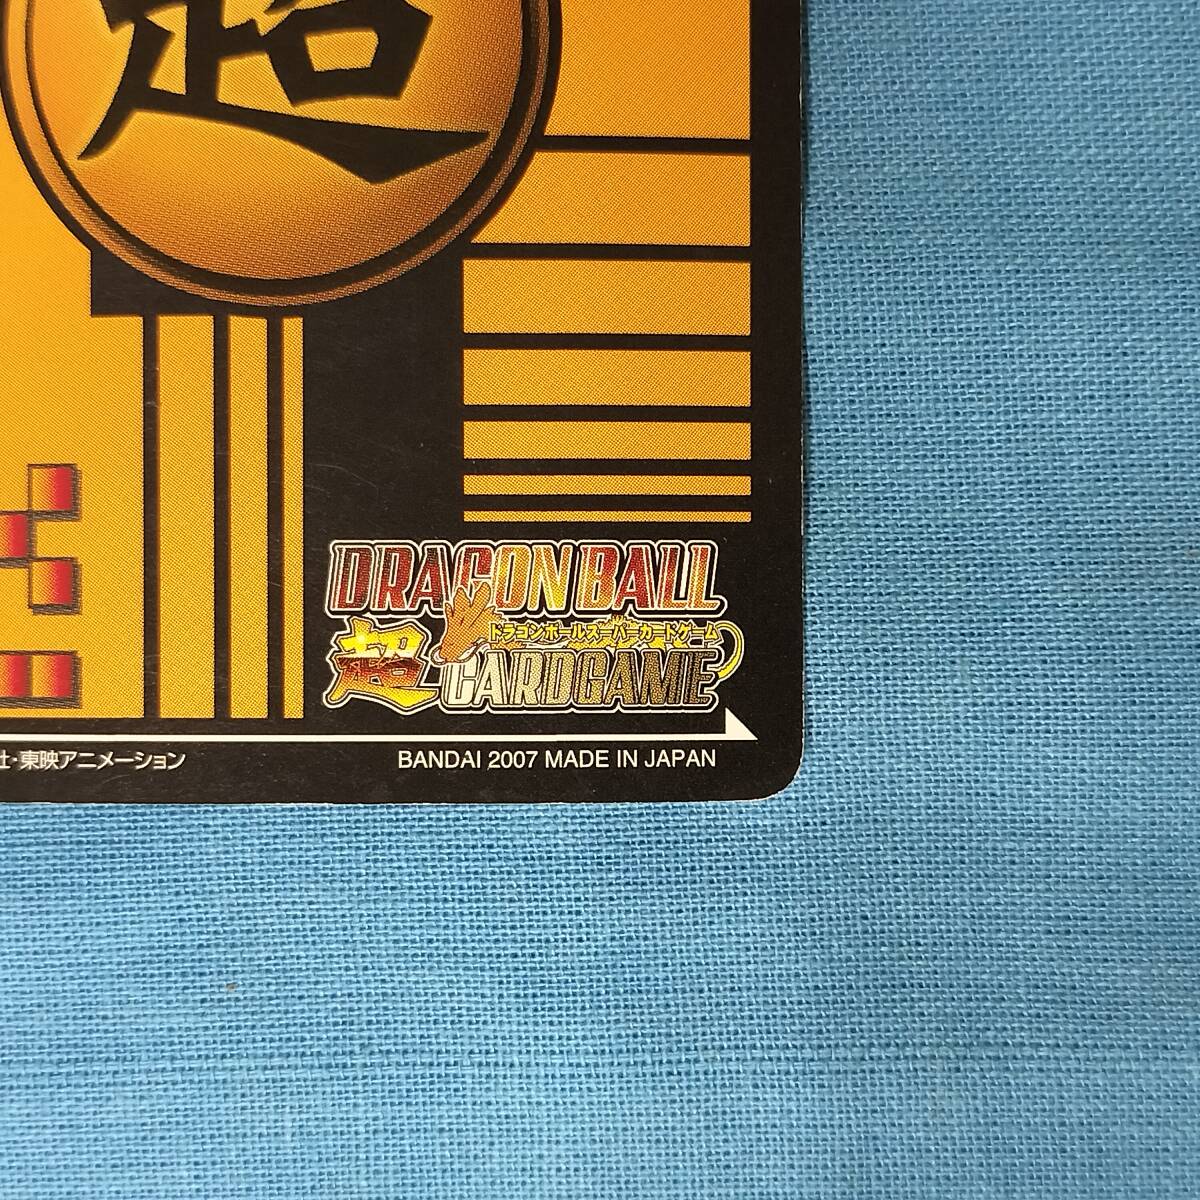 超
DRAGON BALL
ドラゴンボールスーパーカードゲーム
超 CARDGAME
社・東映アニメーション
BANDAI 2007 MADE IN JAPAN